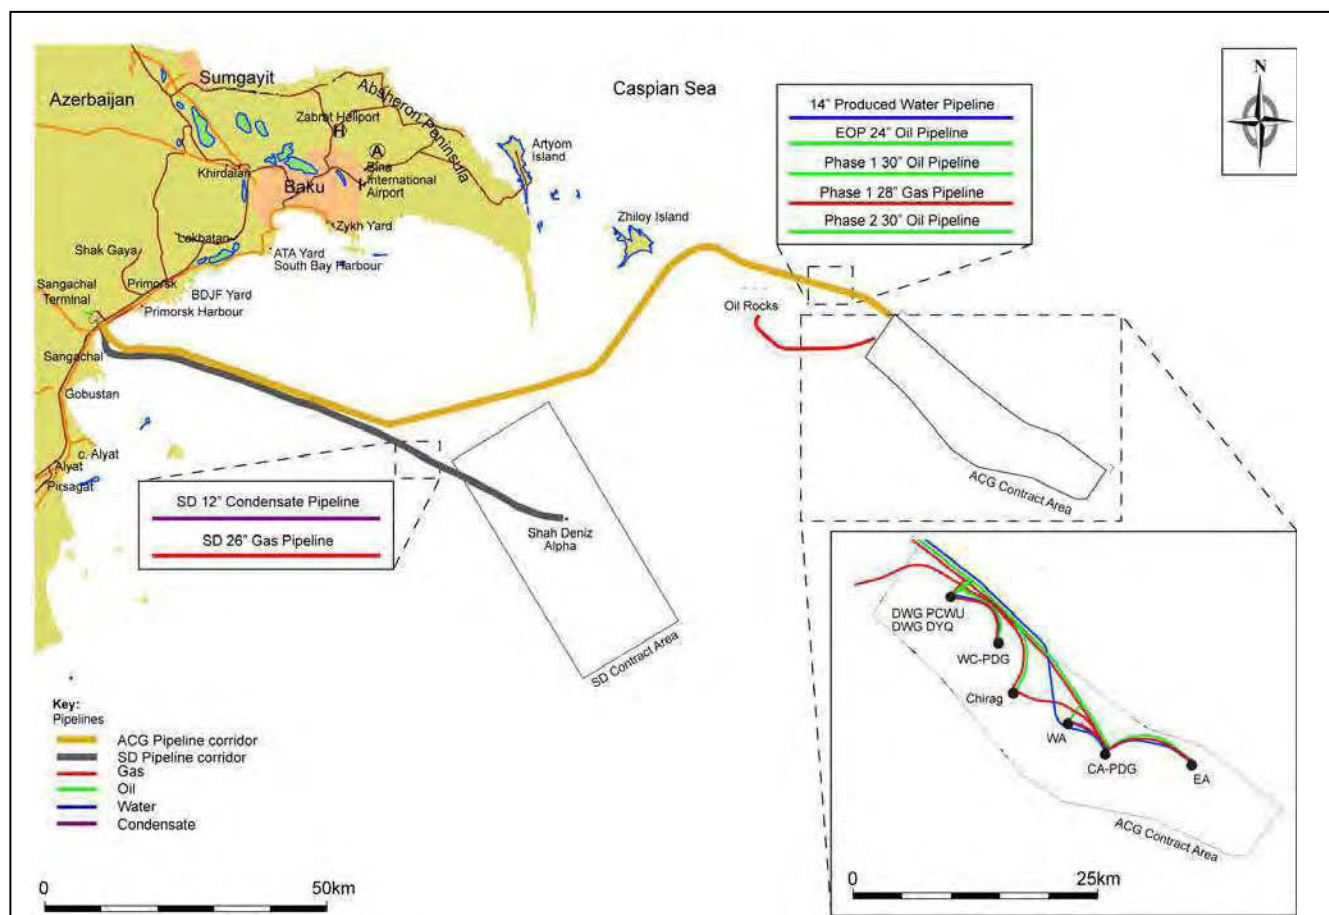 Azerbaijan
Sumgayit
Absheron Peninsula
Caspian Sea
N
Zabrat Heliport
H
A
Bina
International
Airport
Artyom
Island
Khirdalan
Baku
Zykh Yard
Zhiloy Island
Lokbatan
Shak Gaya
ATA Yard
South Bay Harbour
Sangachal
Terminal
Primorsk
BDJF Yard
Primorsk Harbour
Sangachal
Gobustan
c. Alyat
Alyat
Pirsagat
14" Produced Water Pipeline
EOP 24" Oil Pipeline
Phase 1 30" Oil Pipeline
Phase 1 28" Gas Pipeline
Phase 2 30" Oil Pipeline
Oil Rocks
ACG Contract Area
SD 12" Condensate Pipeline
SD 26" Gas Pipeline
Shah Deniz
Alpha
SD Contract Area
DWG PCWU
DWG DYQ
WC-PDG
Chirag
WA
CA-PDG
EA
ACG Contract Area
0 25km
Key:
Pipelines
ACG Pipeline corridor
SD Pipeline corridor
Gas
Oil
Water
Condensate
0 50km